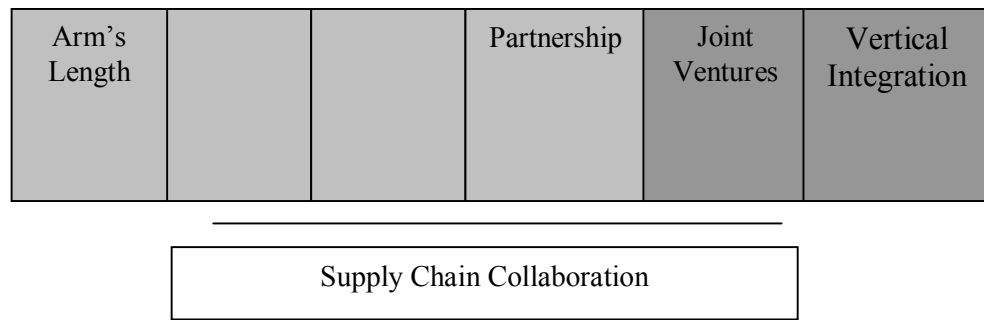 Arm’s
Length
Partnership
Joint
Ventures
Vertical
Integration
Supply Chain Collaboration